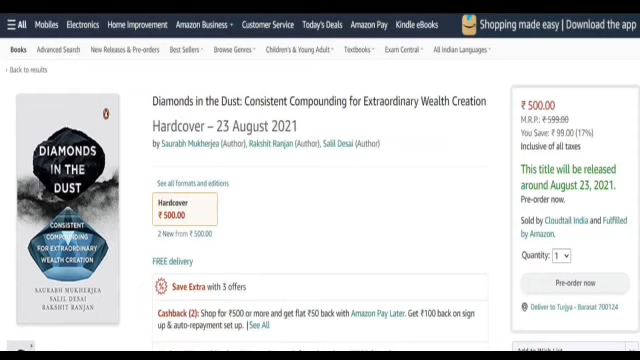 All Mobiles Electronics Home Improvement Amazon Business Customer Service Today's Deals Amazon Pay Kindle eBooks Shopping made easy | Download the app
Books Advanced Search New Releases & Pre-orders Best Sellers Browse Genres Children's & Young Adult Textbooks Exam Central All Indian Languages
‹ Back to results
DIAMONDS
IN THE
DUST
CONSISTENT
COMPOUNDING
FOR EXTRAORDINARY
WEALTH CREATION
SAURABH MUKHERJEA
SALIL DESAI
RAKSHIT RANJAN
Diamonds in the Dust: Consistent Compounding for Extraordinary Wealth Creation
Hardcover – 23 August 2021
by Saurabh Mukherjea (Author), Rakshit Ranjan (Author), Salil Desai (Author)
See all formats and editions
Hardcover
₹ 500.00
2 New from ₹ 500.00
FREE delivery
Save Extra with 3 offers
Cashback (2): Shop for ₹500 or more and get flat ₹50 back with Amazon Pay Later. Get ₹100 back on sign
up & auto-repayment set up. | See All
₹ 500.00
M.R.P.: ₹ 599.00
You Save: ₹ 99.00 (17%)
Inclusive of all taxes
This title will be released
around August 23, 2021.
Pre-order now.
Sold by Cloudtail India and Fulfilled
by Amazon.
Quantity: 1
Pre-order now
Deliver to Turjya - Barasat 700124
Add to Wish List